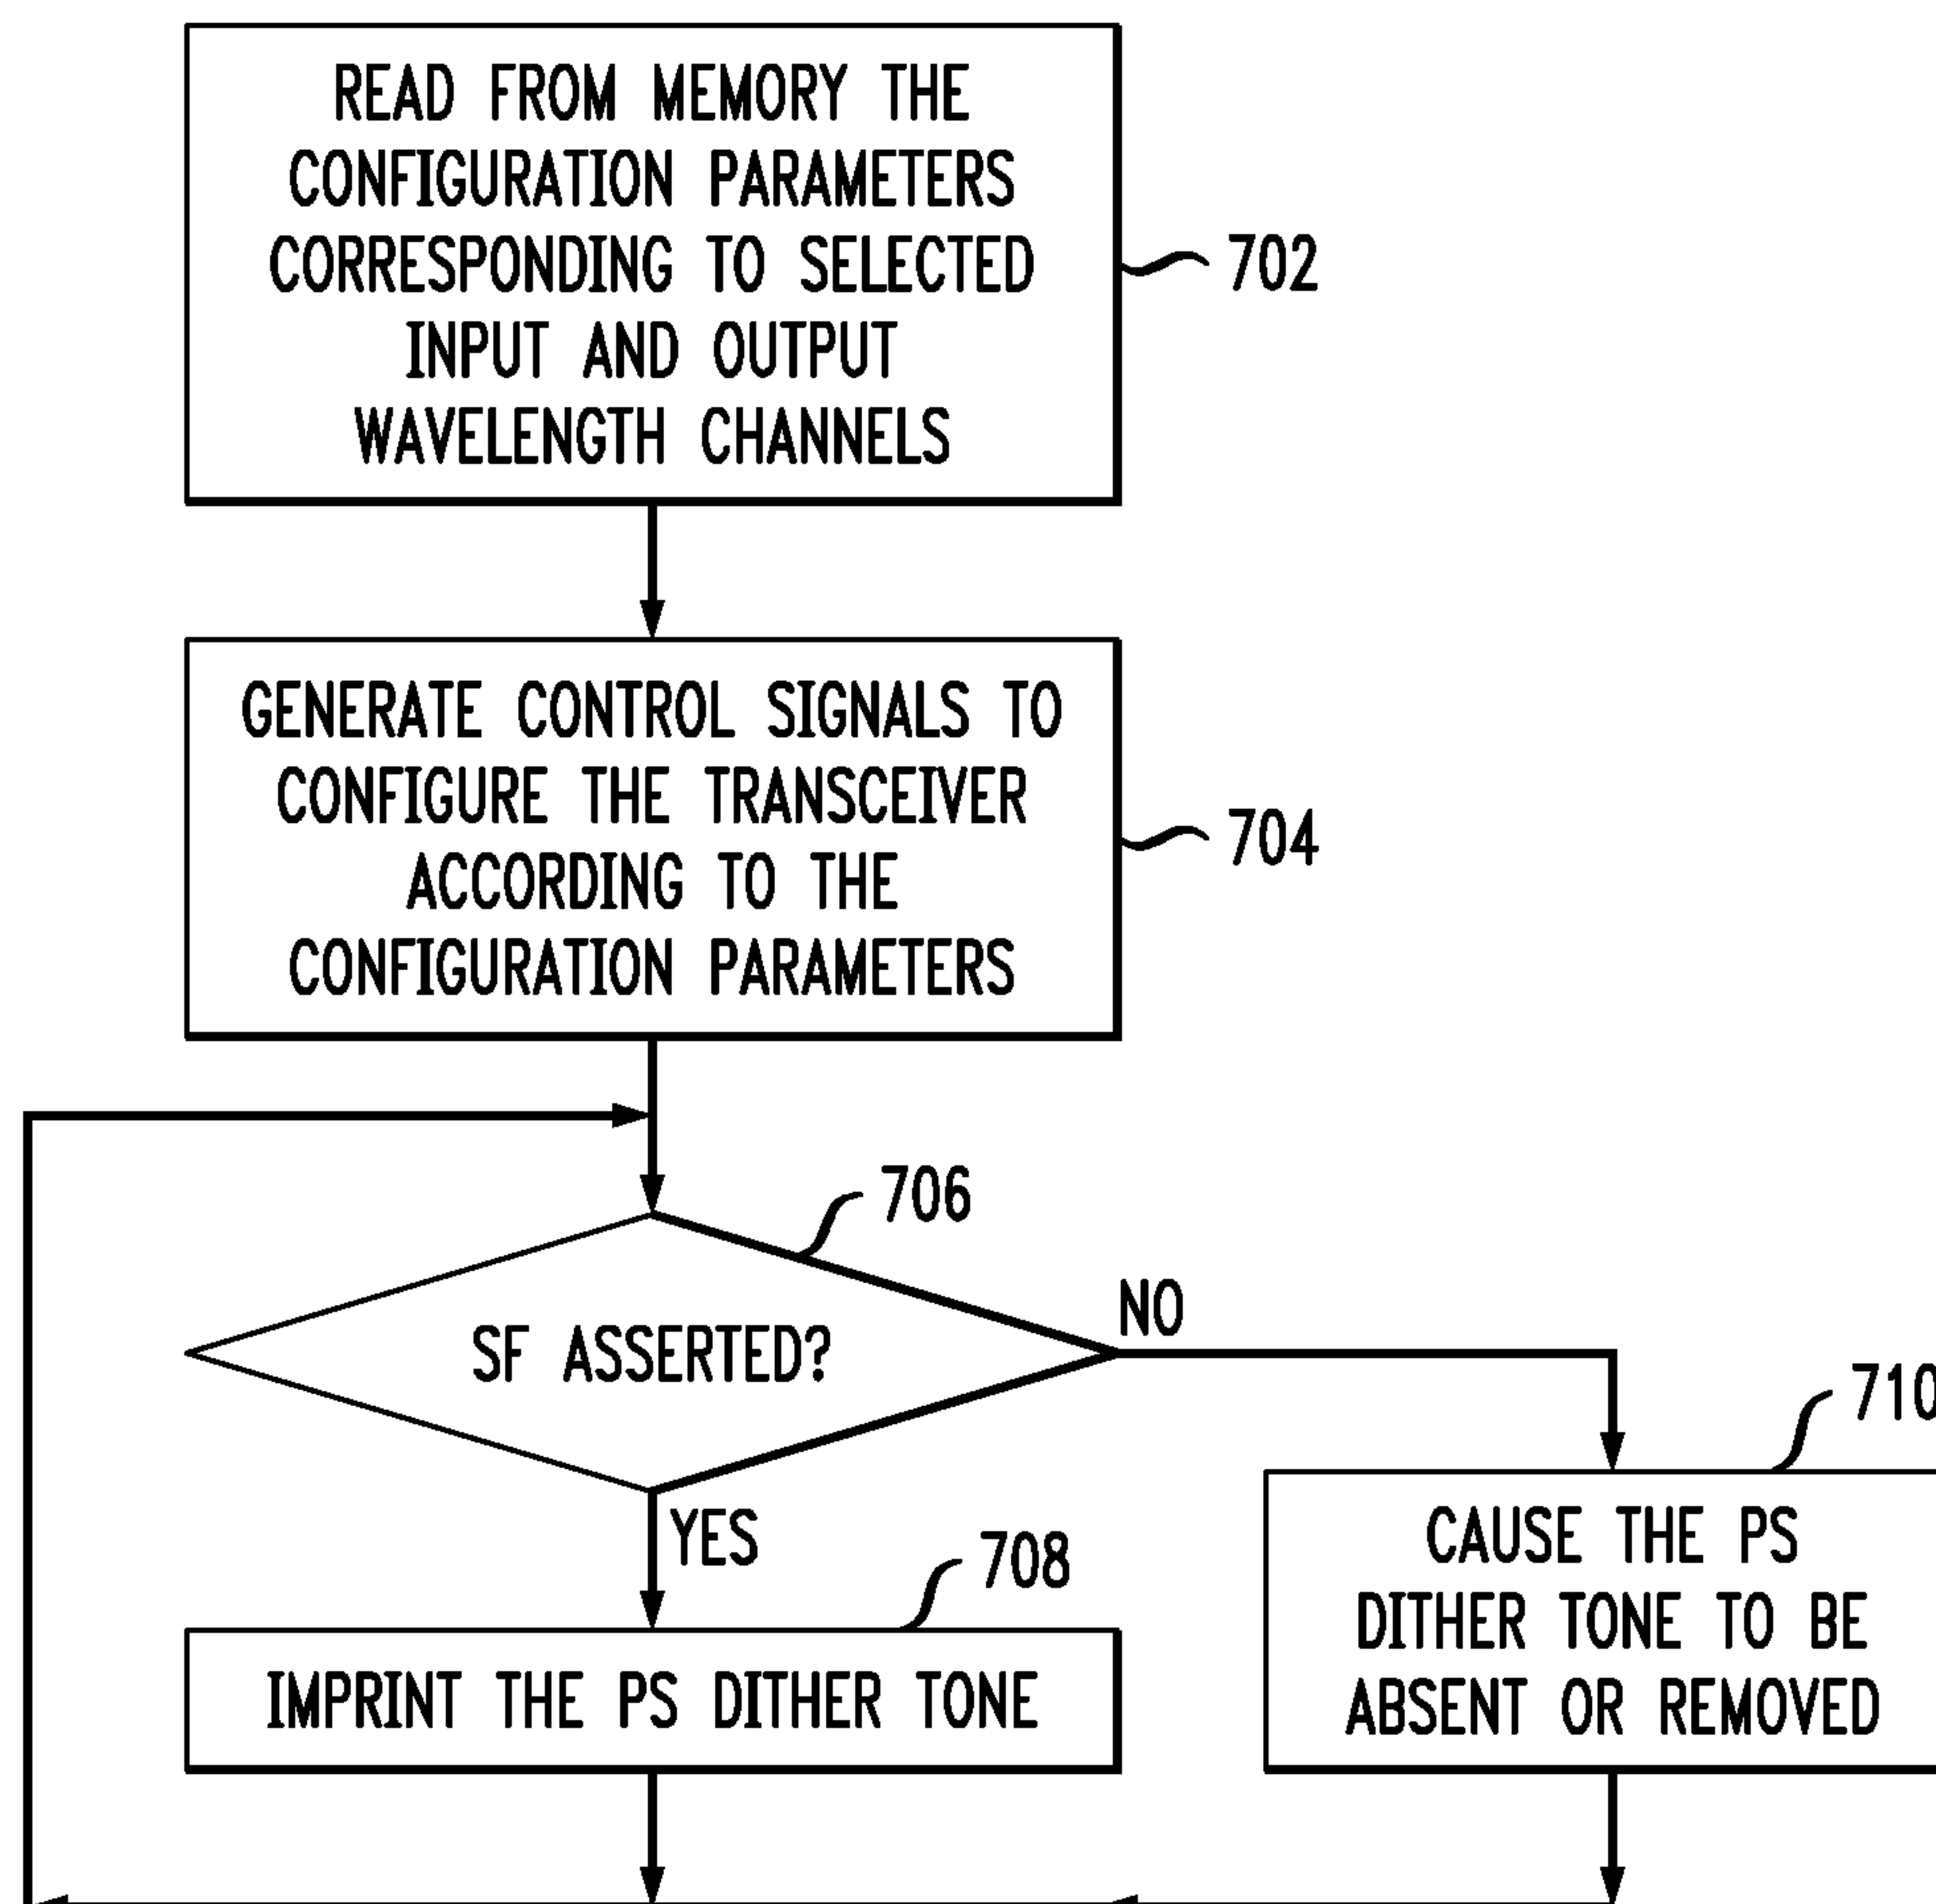 READ FROM MEMORY THE
CONFIGURATION PARAMETERS
CORRESPONDING TO SELECTED
INPUT AND OUTPUT
WAVELENGTH CHANNELS
702
GENERATE CONTROL SIGNALS TO
CONFIGURE THE TRANSCEIVER
ACCORDING TO THE
CONFIGURATION PARAMETERS
704
706
SF ASSERTED?
NO
YES
710
CAUSE THE PS
DITHER TONE TO BE
ABSENT OR REMOVED
708
IMPRINT THE PS DITHER TONE